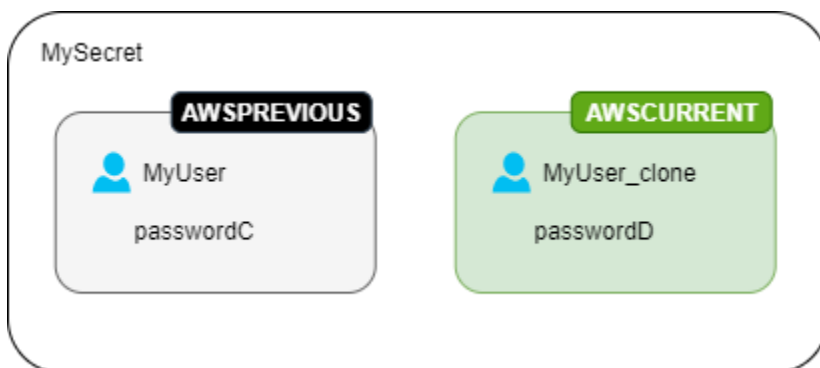 MySecret
AWSPREVIOUS
MyUser
passwordC
AWSCURRENT
MyUser_clone
passwordD